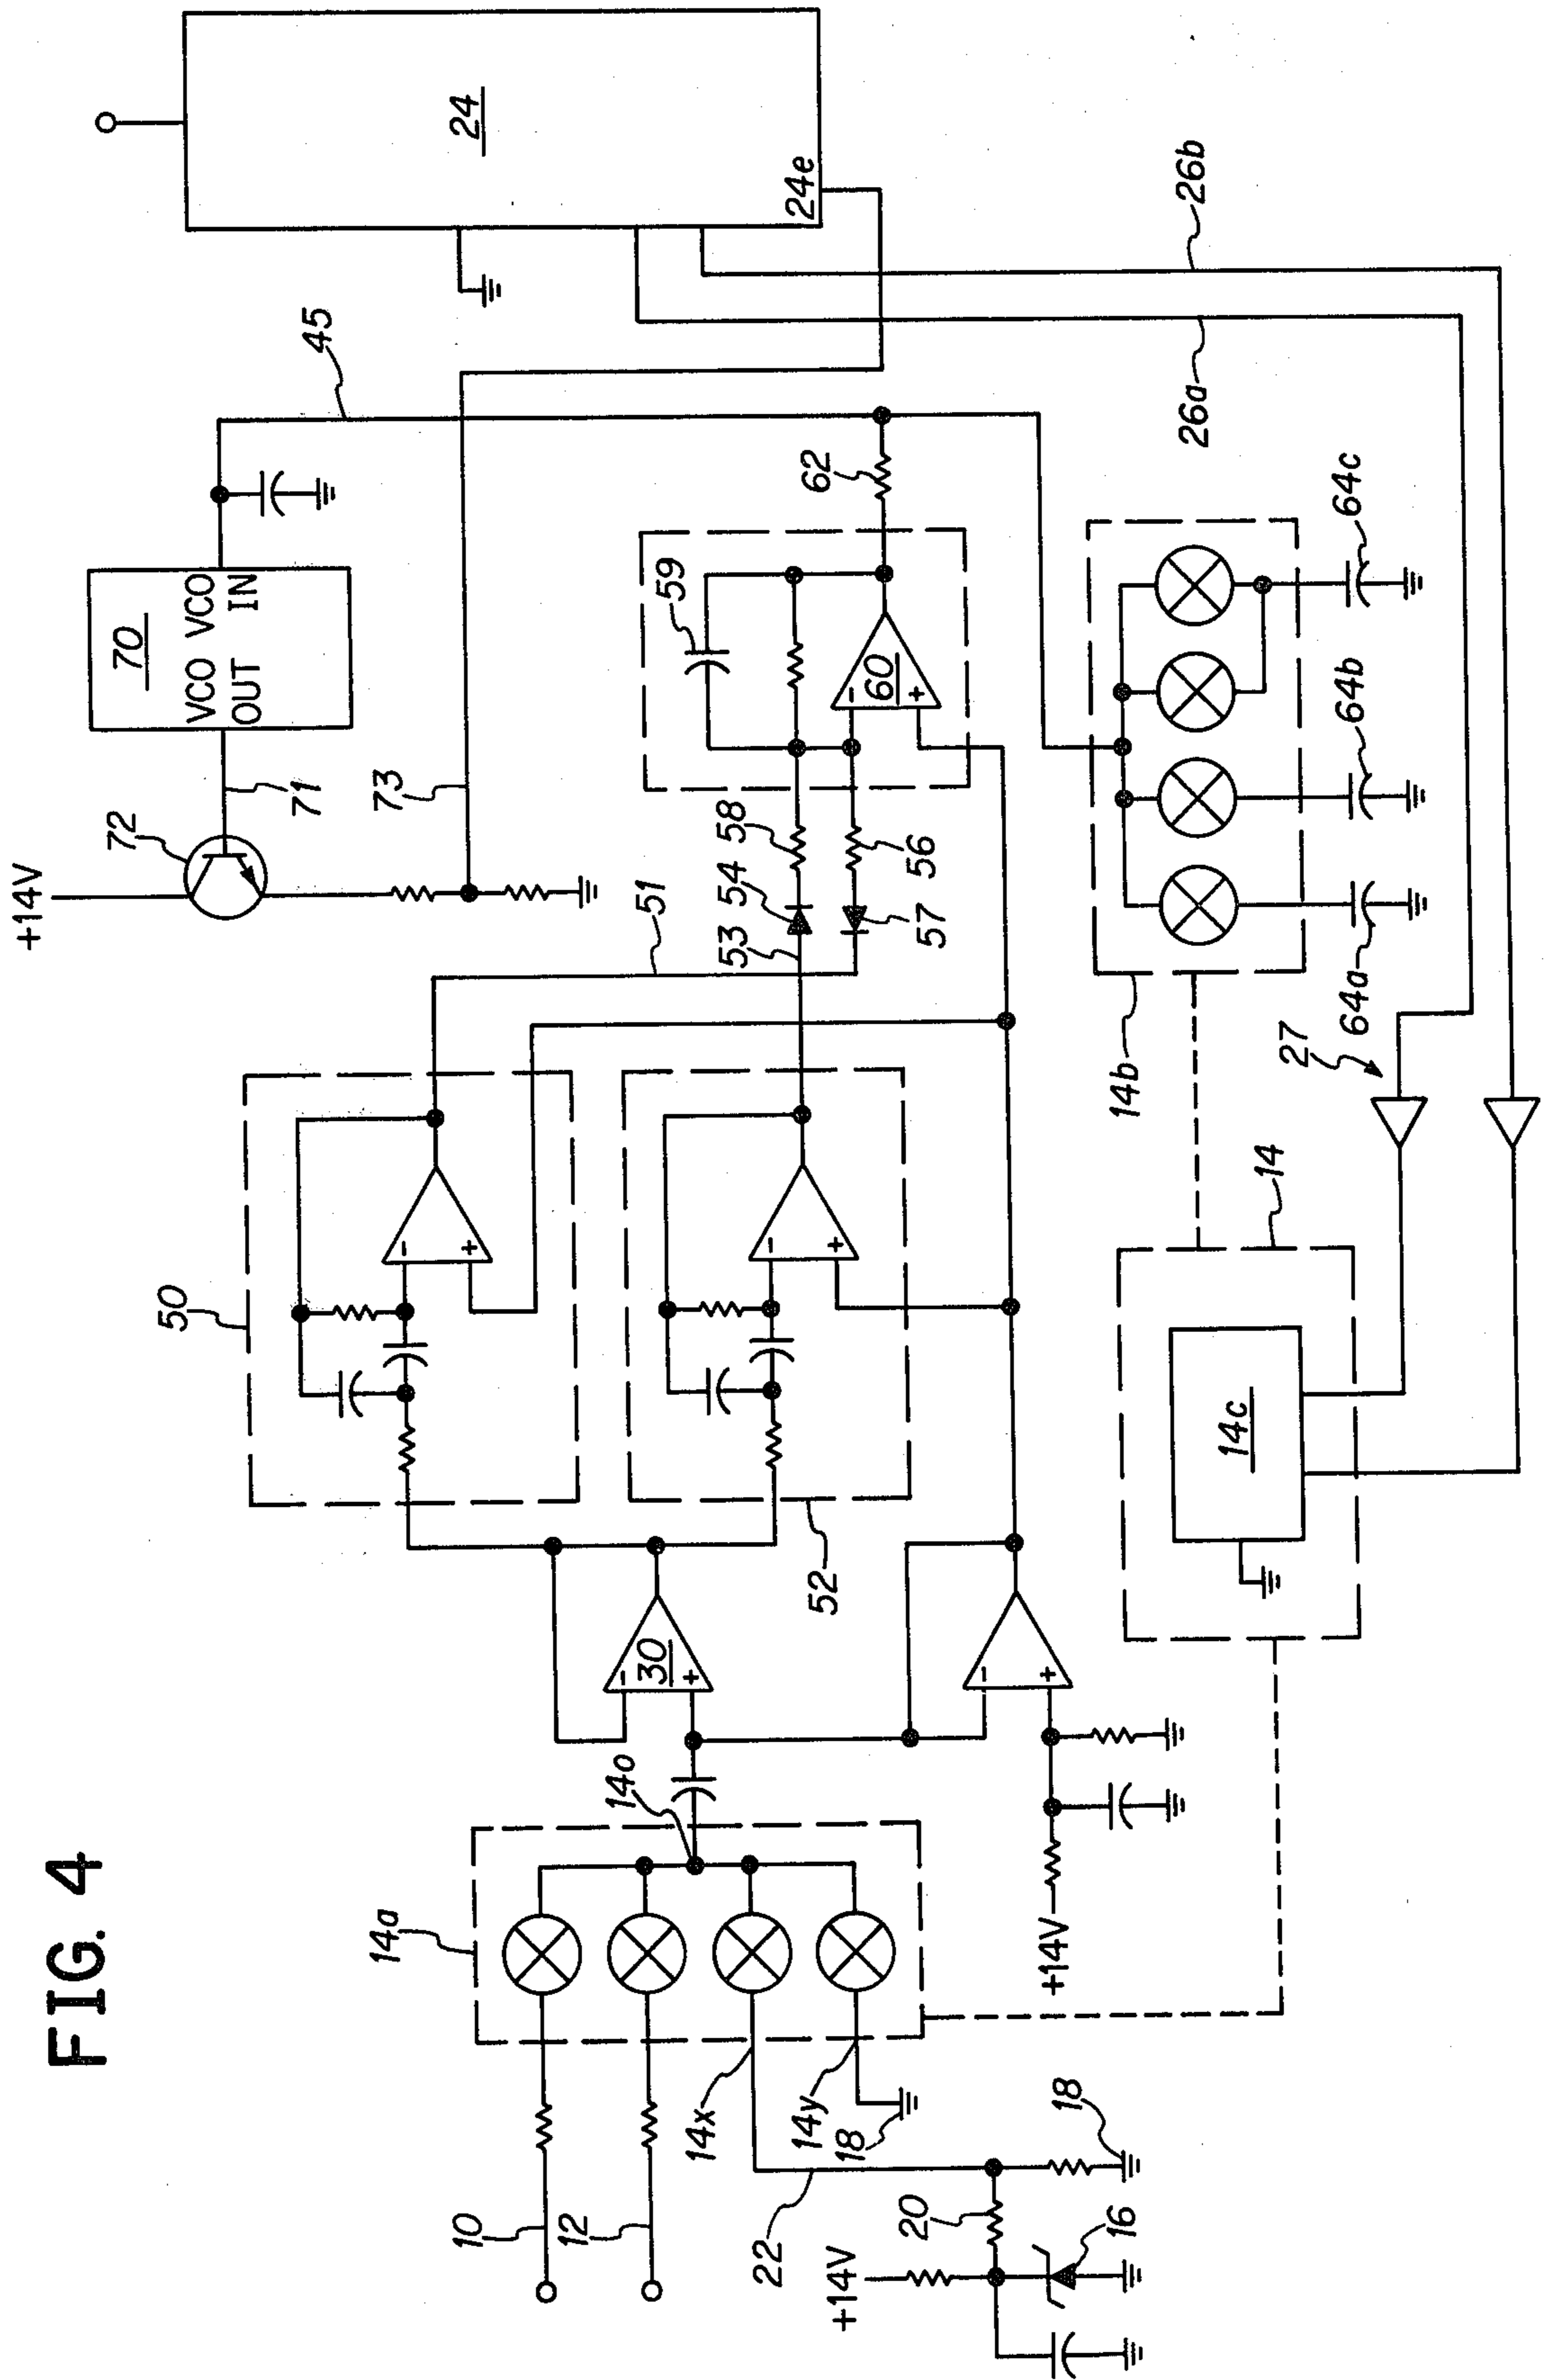 FIG. 4
10
12
14a
14x
14y
18
22
20
+14V
16
18
14o
30
- +
+14V
- +
50
- +
52
- +
51
53
54
58
57
56
59
60
- +
62
+14V
72
71
70
VCO VCO
OUT IN
73
45
24
24e
26a
26b
14b
64a
64b
64c
27
14
14c